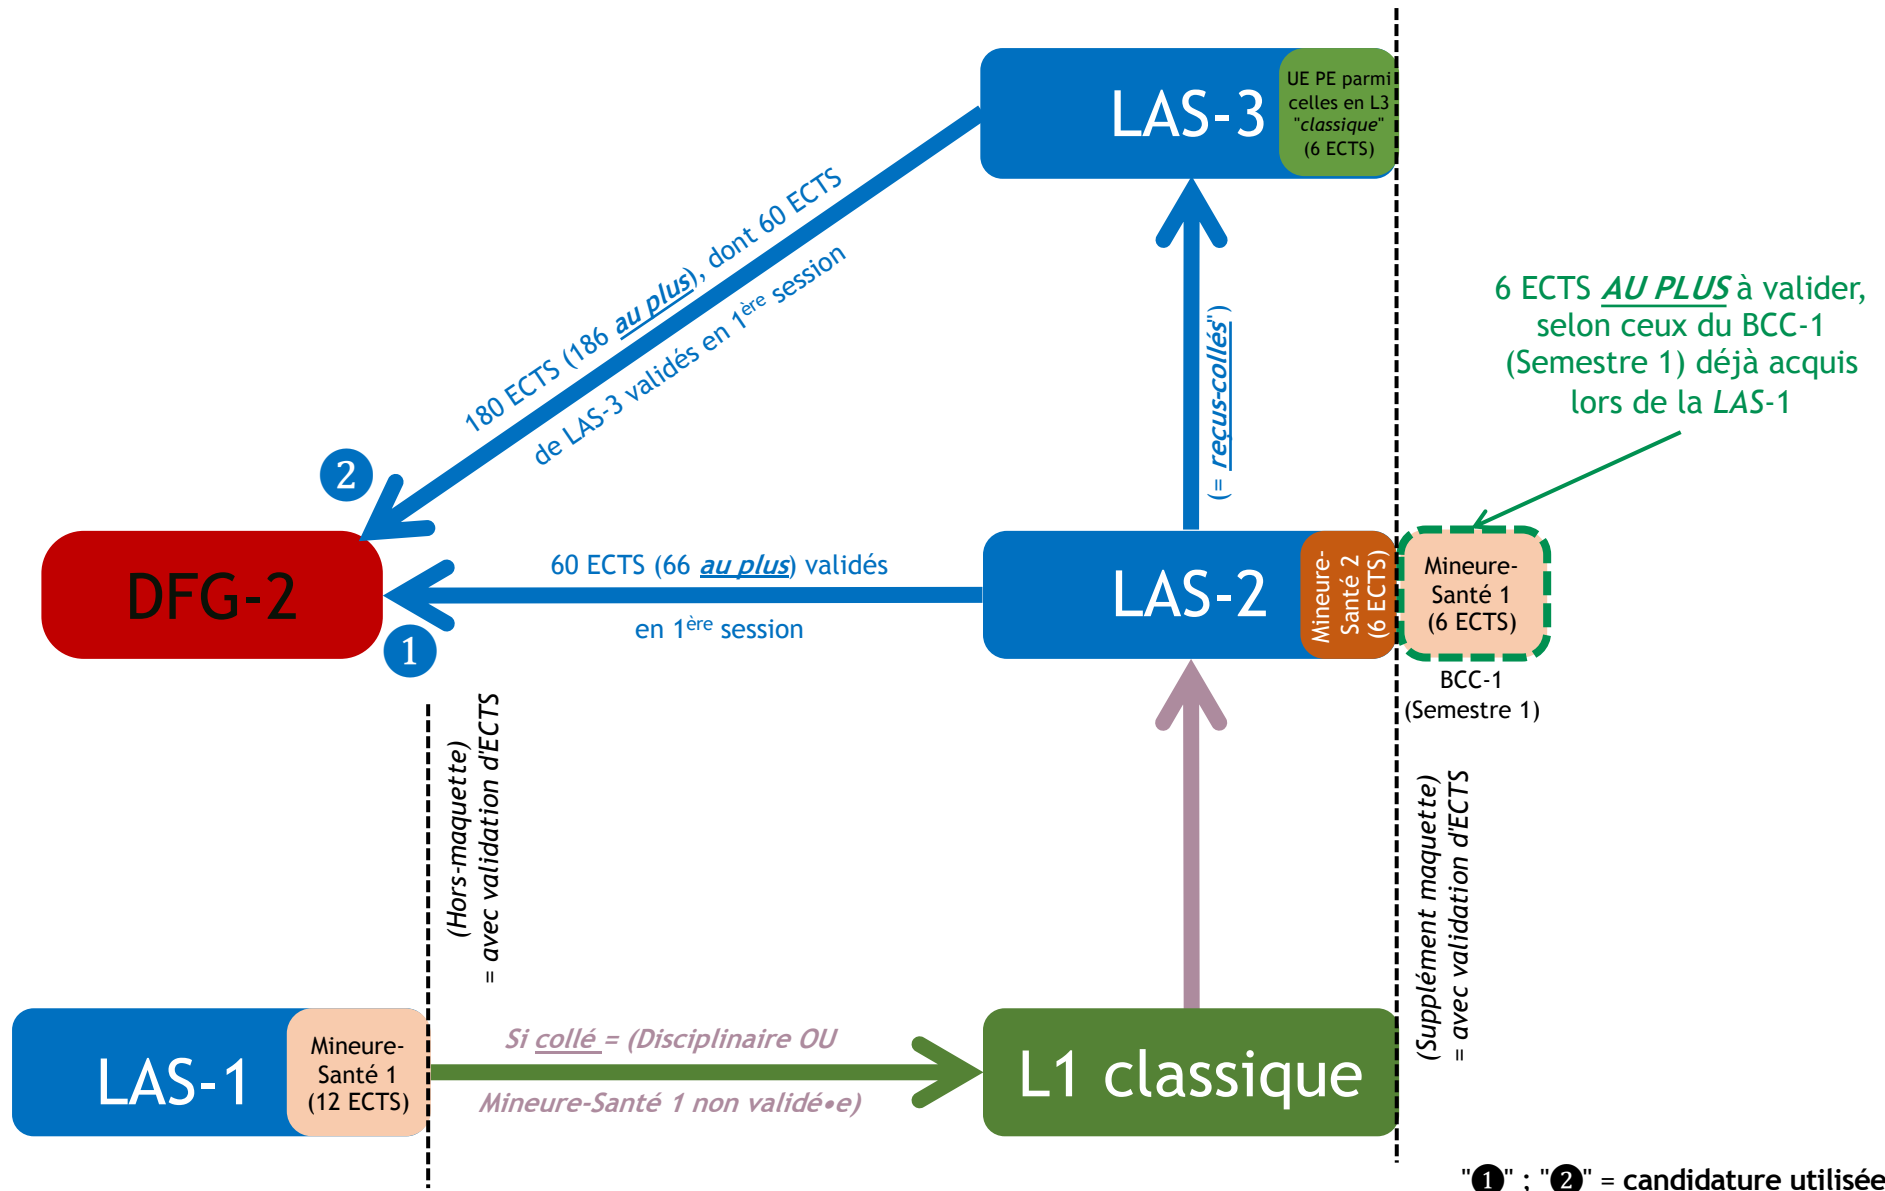 LAS-3
UE PE parmi
celles en L3
"classique"
(6 ECTS)
180 ECTS (186 au plus), dont 60 ECTS
de LAS-3 validés en 1ère session
(= reçus-collés")
6 ECTS AU PLUS à valider,
selon ceux du BCC-1
(Semestre 1) déjà acquis
lors de la LAS-1
❷
DFG-2
60 ECTS (66 au plus) validés
en 1ère session
❶
LAS-2
Mineure-
Santé 2
(6 ECTS)
Mineure-
Santé 1
(6 ECTS)
BCC-1
(Semestre 1)
(Hors-maquette)
= avec validation d'ECTS
(Supplément maquette)
= avec validation d'ECTS
LAS-1
Mineure-
Santé 1
(12 ECTS)
Si collé = (Disciplinaire OU
Mineure-Santé 1 non validé•e)
L1 classique
"❶" ; "❷" = candidature utilisée